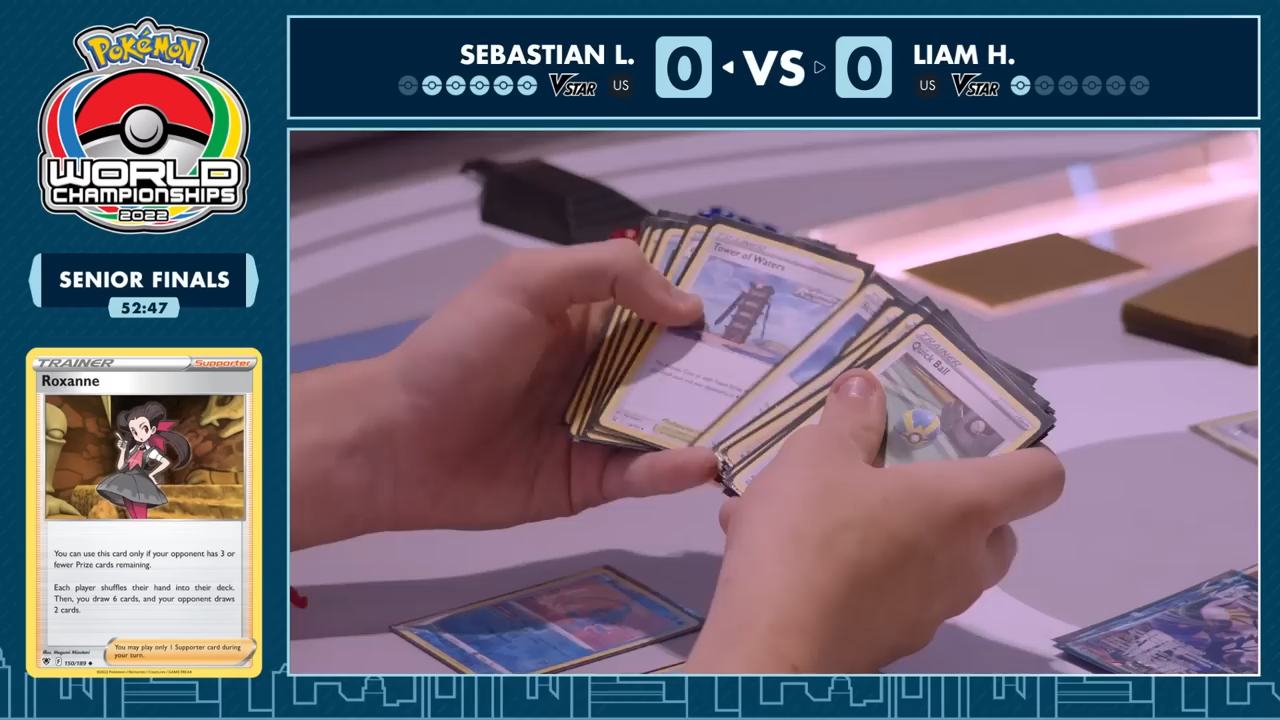 Pokémon
WORLD
CHAMPIONSHIPS
2022
SENIOR FINALS
52:47
SEBASTIAN L.
VSTAR
US
0
VS
0
LIAM H.
US
VSTAR
TRAINER
Supporter
Roxanne
You can use this card only if your opponent has 3 or
fewer Prize cards remaining.
Each player shuffles their hand into their deck.
Then, you draw 6 cards, and your opponent draws
2 cards.
You may play only 1 Supporter card during
your turn.
150/189
TRAINER
Tower of Waters
TRAINER
Quick Ball